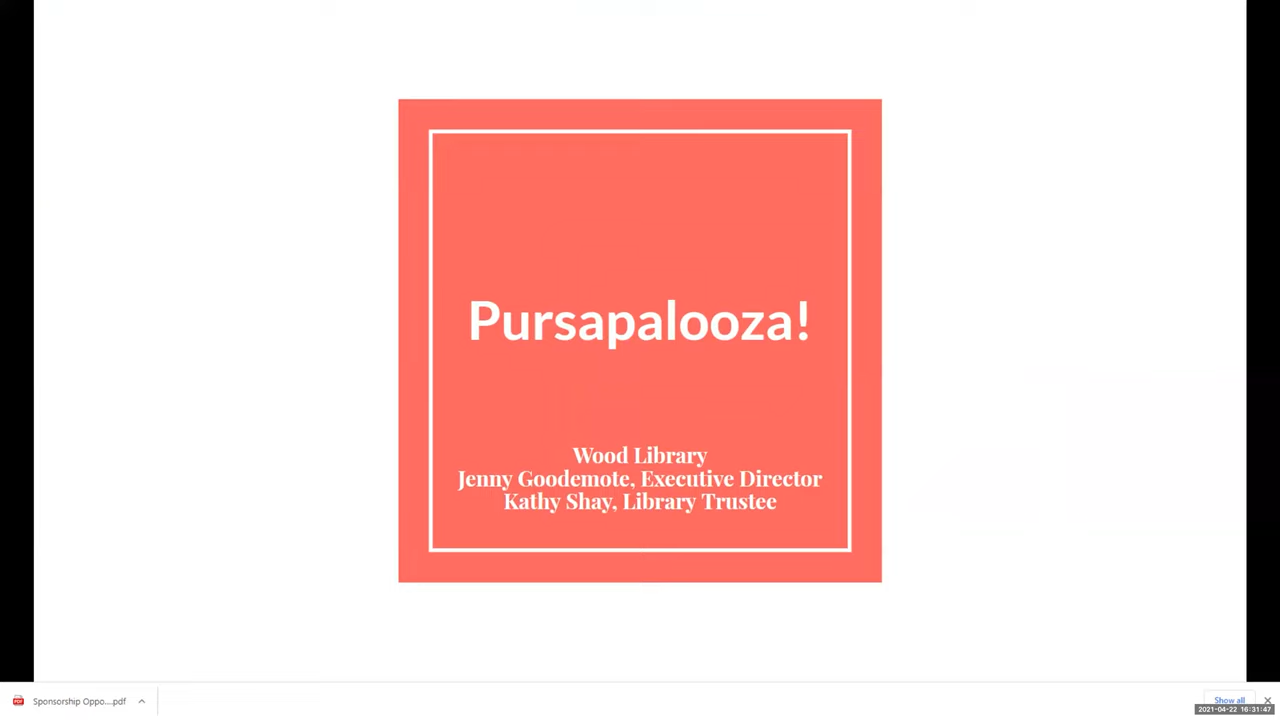 Pursapalooza!
Wood Library
Jenny Goodemote, Executive Director
Kathy Shay, Library Trustee
Sponsorship Oppo....pdf
Show all
2021-04-22 16:31:47